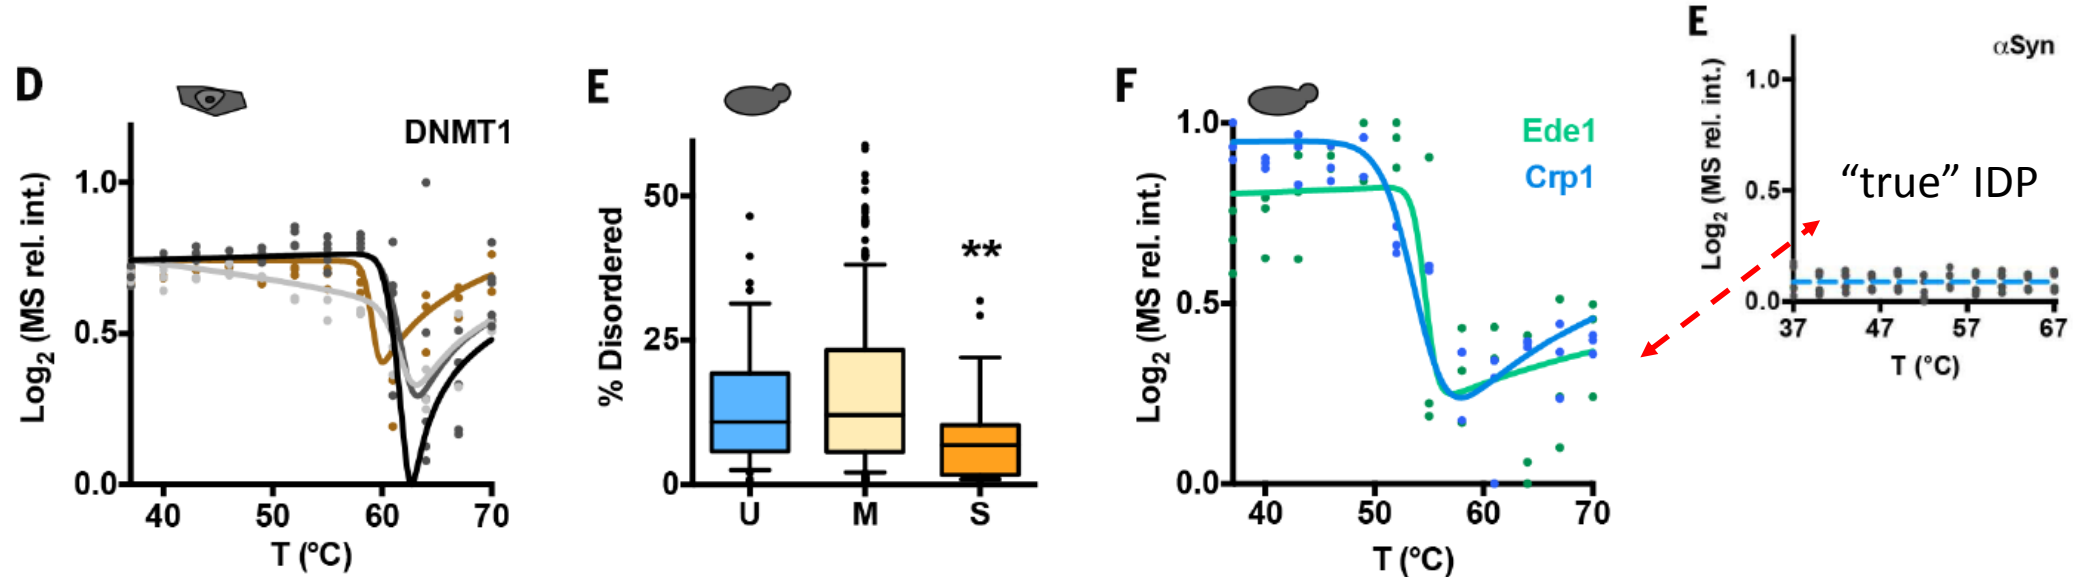 D
DNMT1
Log2 (MS rel. int.)
1.0
0.5
0.0
40 50 60 70
T (°C)
E
% Disordered
50
25
0
**
U M S
F
Ede1
Crp1
Log2 (MS rel. int.)
1.0
0.5
0.0
40 50 60 70
T (°C)
E
αSyn
Log2 (MS rel. int.)
1.0
0.5
0.0
“true” IDP
37 47 57 67
T (°C)